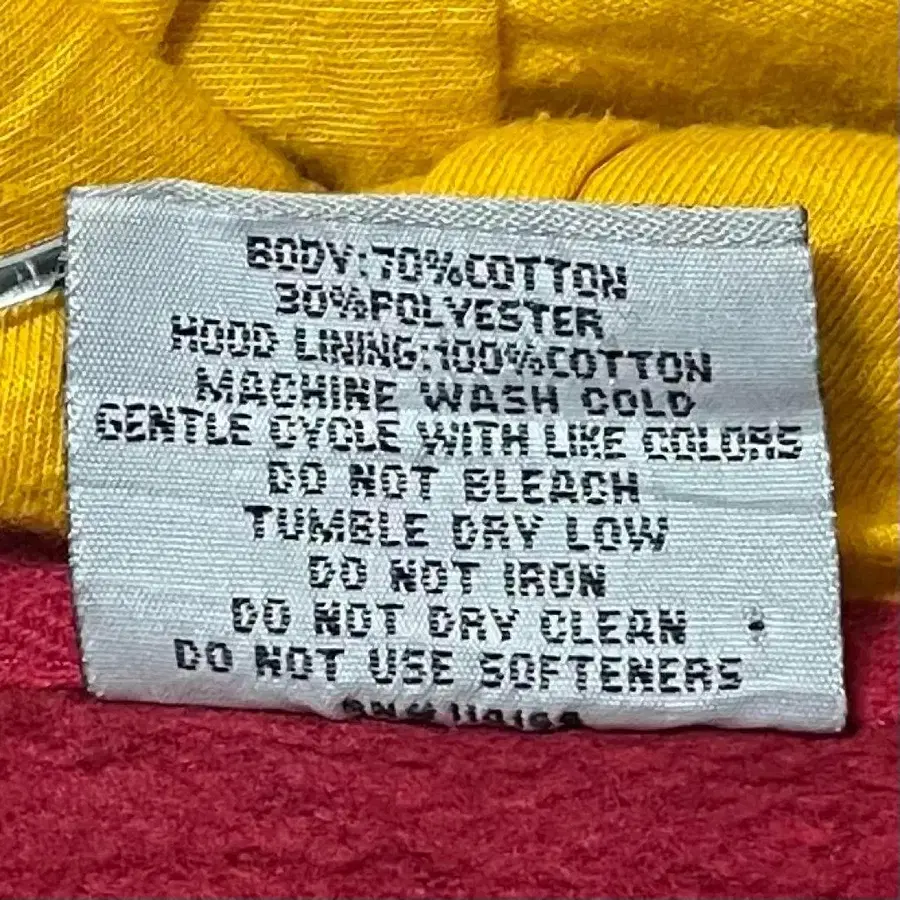 BODY:70%COTTON
30%POLYESTER
HOOD LINING:100%COTTON
MACHINE WASH COLD
GENTLE CYCLE WITH LIKE COLORS
DO NOT BLEACH
TUMBLE DRY LOW
DO NOT IRON
DO NOT DRY CLEAN
DO NOT USE SOFTENERS